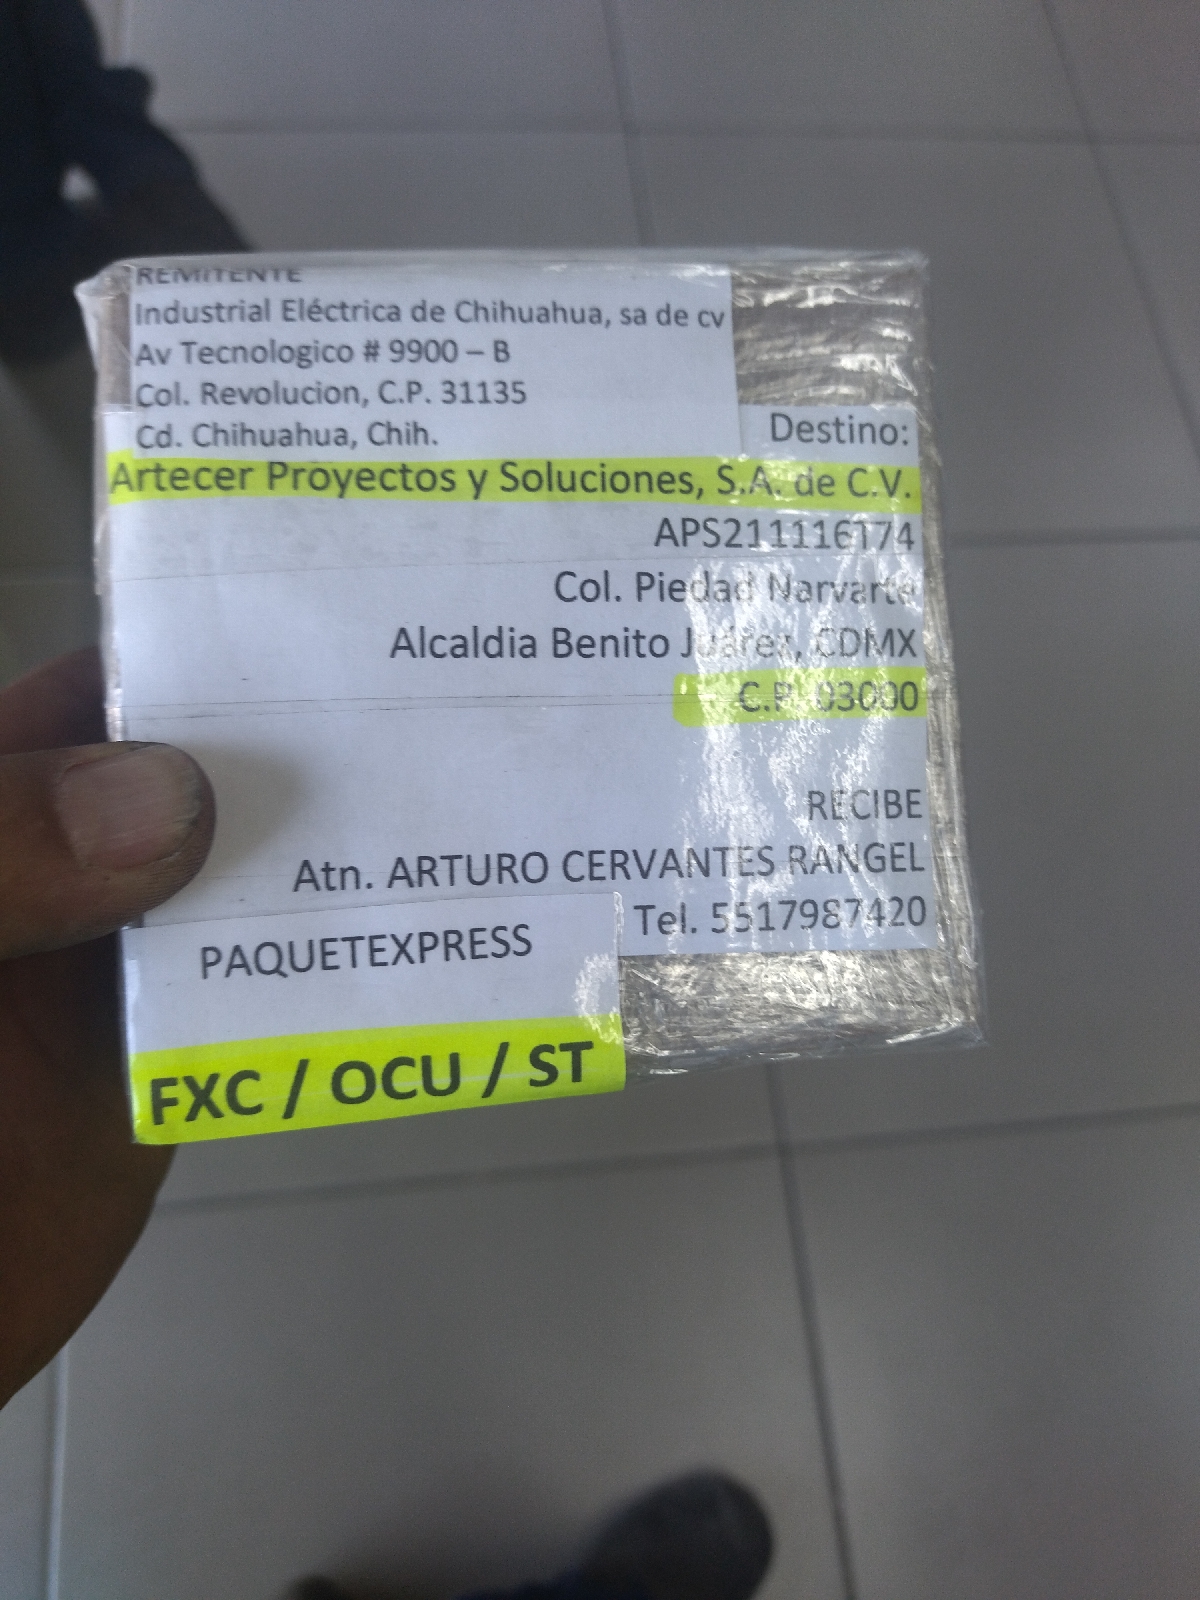 REMITENTE
Industrial Eléctrica de Chihuahua, sa de cv
Av Tecnologico # 9900 – B
Col. Revolucion, C.P. 31135
Cd. Chihuahua, Chih.
Destino:
Artecer Proyectos y Soluciones, S.A. de C.V.
APS211116T74
Col. Piedad Narvarte
Alcaldia Benito Juárez, CDMX
C.P. 03000
RECIBE
Atn. ARTURO CERVANTES RANGEL
Tel. 5517987420
PAQUETEXPRESS
FXC / OCU / ST